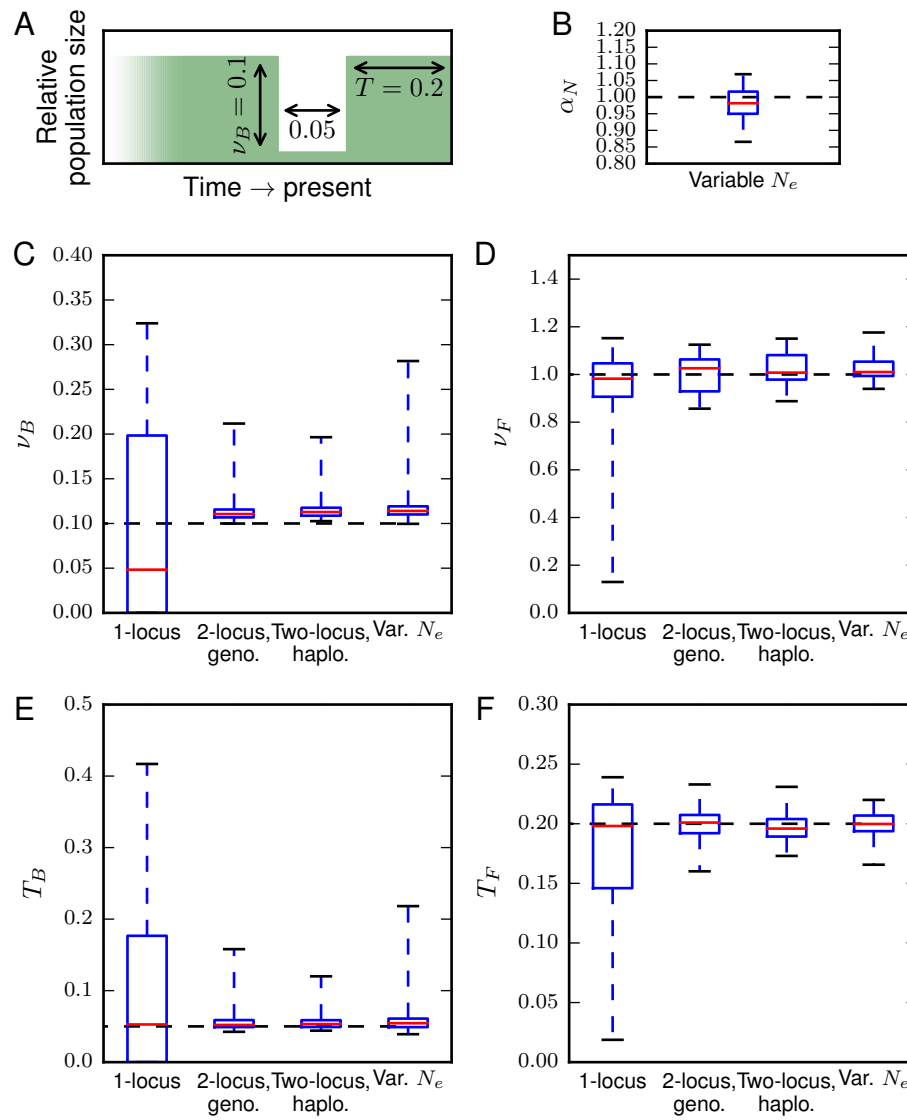 A
Relative
population size
ν_B = 0.1
0.05
T = 0.2
Time → present
B
α_N
1.20
1.15
1.10
1.05
1.00
0.95
0.90
0.85
0.80
Variable N_e
C
ν_B
0.40
0.35
0.30
0.25
0.20
0.15
0.10
0.05
0.00
1-locus
2-locus,
geno.
Two-locus,
haplo.
Var. N_e
D
ν_F
1.4
1.2
1.0
0.8
0.6
0.4
0.2
0.0
1-locus
2-locus,
geno.
Two-locus,
haplo.
Var. N_e
E
T_B
0.5
0.4
0.3
0.2
0.1
0.0
1-locus
2-locus,
geno.
Two-locus,
haplo.
Var. N_e
F
T_F
0.30
0.25
0.20
0.15
0.10
0.05
0.00
1-locus
2-locus,
geno.
Two-locus,
haplo.
Var. N_e